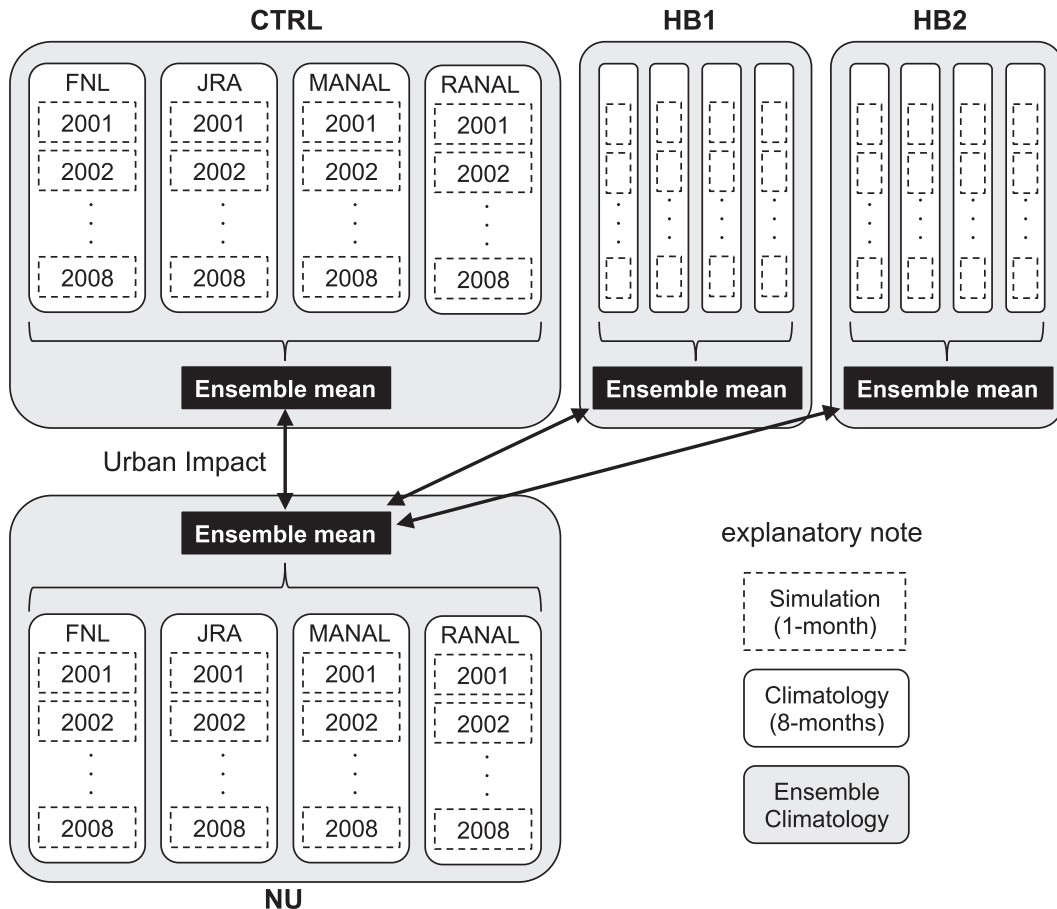 CTRL
HB1
HB2
FNL
JRA
MANAL
RANAL
2001
2001
2001
2001
2002
2002
2002
2002
2008
2008
2008
2008
Ensemble mean
Ensemble mean
Ensemble mean
Urban Impact
Ensemble mean
FNL
JRA
MANAL
RANAL
2001
2001
2001
2001
2002
2002
2002
2002
2008
2008
2008
2008
NU
explanatory note
Simulation
(1-month)
Climatology
(8-months)
Ensemble
Climatology